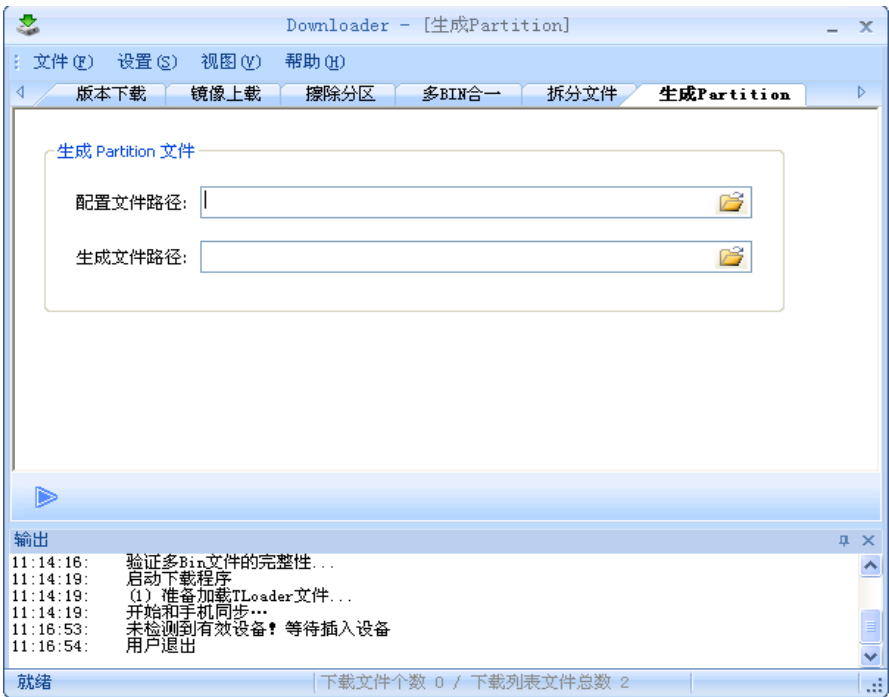 Downloader - [生成Partition]
文件(F) 设置(S) 视图(V) 帮助(H)
版本下载 镜像上载 擦除分区 多BIN合一 拆分文件 生成Partition
生成 Partition 文件
配置文件路径:
生成文件路径:
输出
11:14:16: 验证多Bin文件的完整性...
11:14:19: 启动下载程序
11:14:19: (1) 准备加载TLoader文件...
11:14:19: 开始和手机同步…
11:16:53: 未检测到有效设备！等待插入设备
11:16:54: 用户退出
就绪 下载文件个数 0 / 下载列表文件总数 2